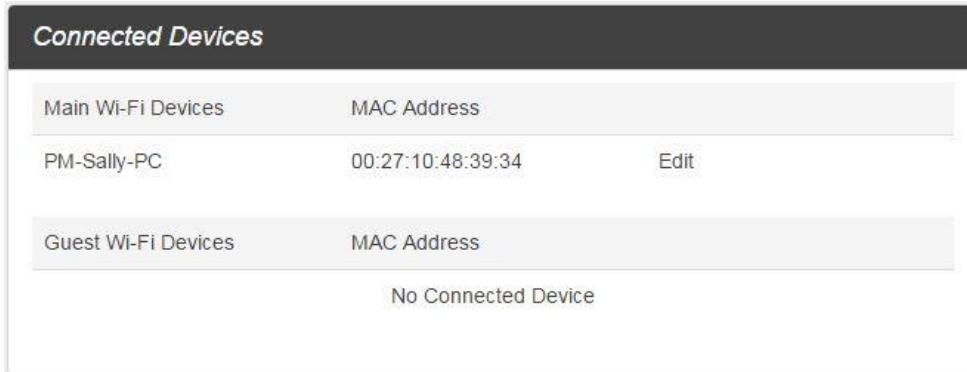 Connected Devices
Main Wi-Fi Devices MAC Address
PM-Sally-PC 00:27:10:48:39:34 Edit
Guest Wi-Fi Devices MAC Address
No Connected Device